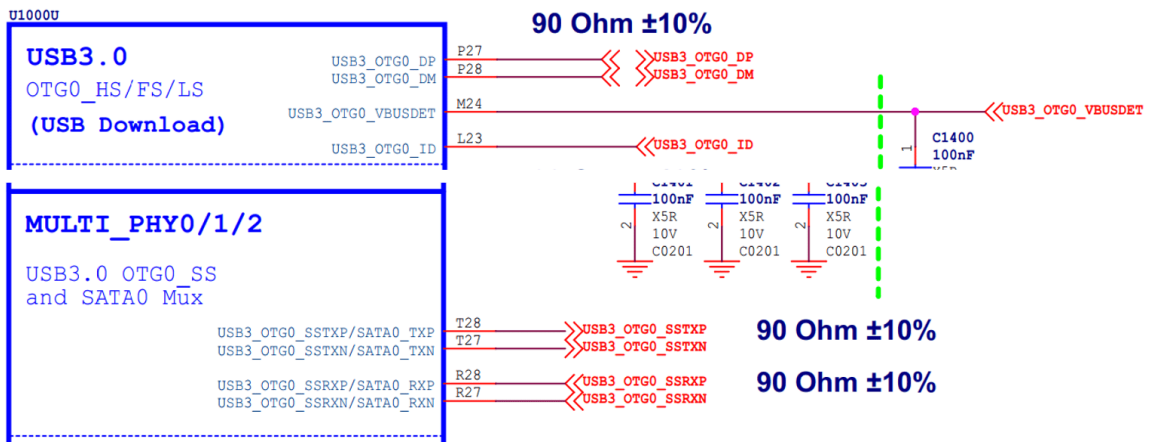 U1000U
90 Ohm ±10%
USB3.0
OTG0_HS/FS/LS
(USB Download)
USB3_OTG0_DP P27 USB3_OTG0_DP
USB3_OTG0_DM P28 USB3_OTG0_DM
USB3_OTG0_VBUSDET M24 USB3_OTG0_VBUSDET
USB3_OTG0_ID L23 USB3_OTG0_ID
C1400
1 100nF
100nF 100nF 100nF
2 X5R 2 X5R 2 X5R
10V 10V 10V
C0201 C0201 C0201
MULTI_PHY0/1/2
USB3.0 OTG0_SS
and SATA0 Mux
USB3_OTG0_SSTXP/SATA0_TXP T28 USB3_OTG0_SSTXP
USB3_OTG0_SSTXN/SATA0_TXN T27 USB3_OTG0_SSTXN
90 Ohm ±10%
USB3_OTG0_SSRXP/SATA0_RXP R28 USB3_OTG0_SSRXP
USB3_OTG0_SSRXN/SATA0_RXN R27 USB3_OTG0_SSRXN
90 Ohm ±10%